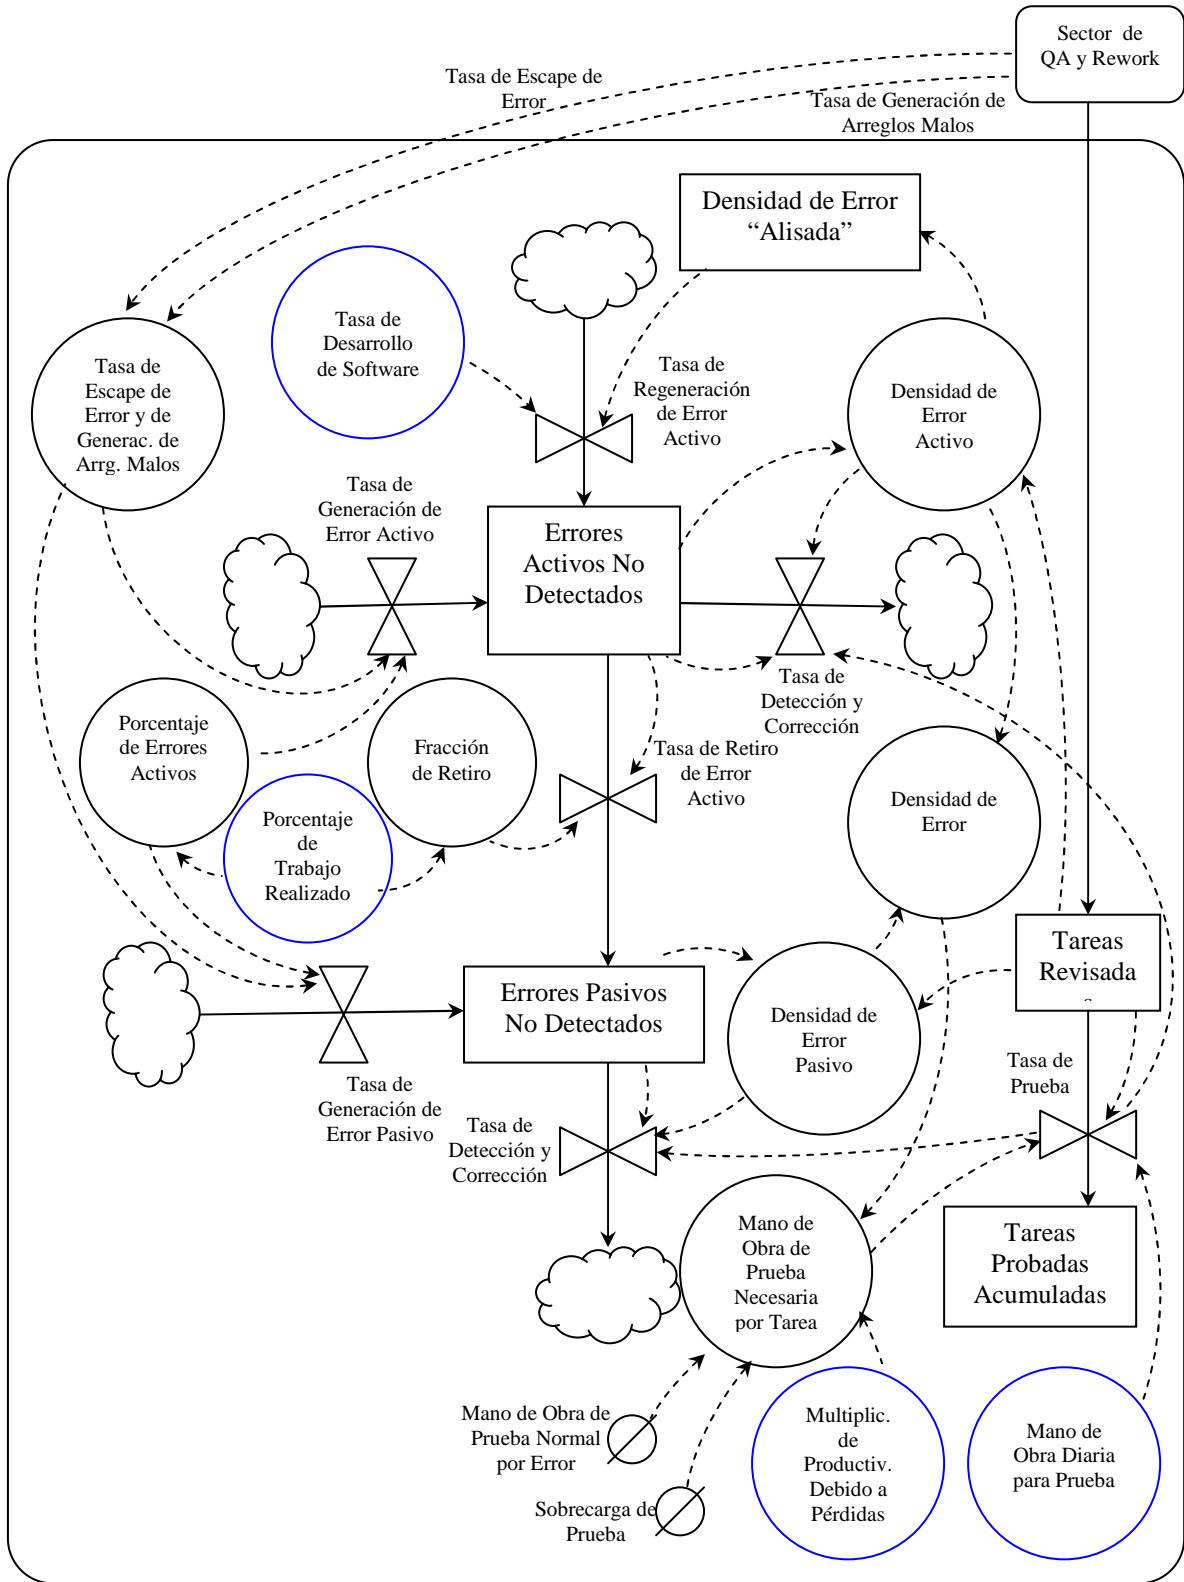 Sector de
QA y Rework
Tasa de Escape de
Error
Tasa de Generación de
Arreglos Malos
Densidad de Error
“Alisada”
Tasa de
Desarrollo
de Software
Tasa de
Escape de
Error y de
Generac. de
Arrg. Malos
Tasa de
Regeneración
de Error
Activo
Densidad de
Error
Activo
Tasa de
Generación de
Error Activo
Errores
Activos No
Detectados
Tasa de
Detección y
Corrección
Porcentaje
de Errores
Activos
Fracción
de Retiro
Tasa de Retiro
de Error
Activo
Densidad de
Error
Porcentaje
de
Trabajo
Realizado
Tareas
Revisada
s
Errores Pasivos
No Detectados
Densidad de
Error
Pasivo
Tasa de
Prueba
Tasa de
Generación de
Error Pasivo
Tasa de
Detección y
Corrección
Mano de
Obra de
Prueba
Necesaria
por Tarea
Tareas
Probadas
Acumuladas
Mano de Obra de
Prueba Normal
por Error
Multiplic.
de
Productiv.
Debido a
Pérdidas
Mano de
Obra Diaria
para Prueba
Sobrecarga de
Prueba